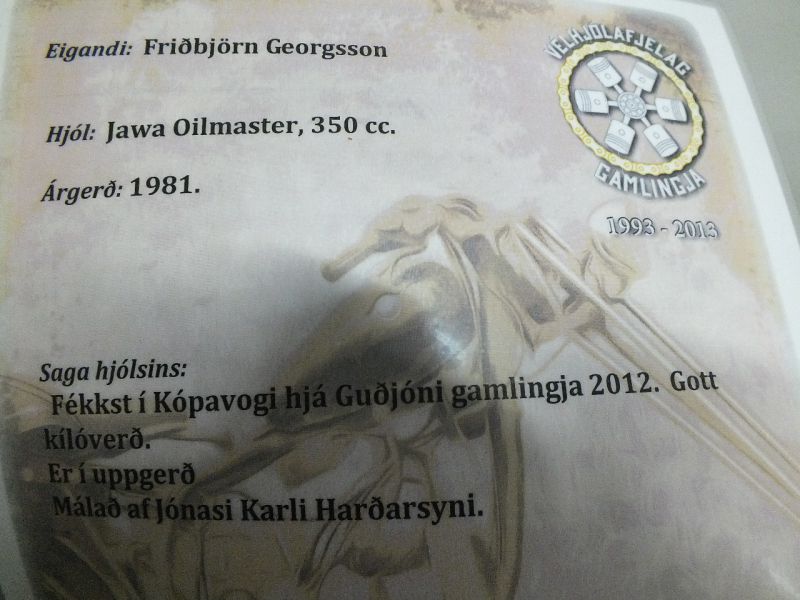 Eigandi: Friðbjörn Georgsson
VÉLHJÓLAFJELAG
GAMLINGJA
1993 - 2013
Hjól: Jawa Oilmaster, 350 cc.
Árgerð: 1981.
Saga hjólsins:
Fékkst í Kópavogi hjá Guðjóni gamlingja 2012. Gott
kílóverð.
Er í uppgerð
Málað af Jónasi Karli Harðarsyni.